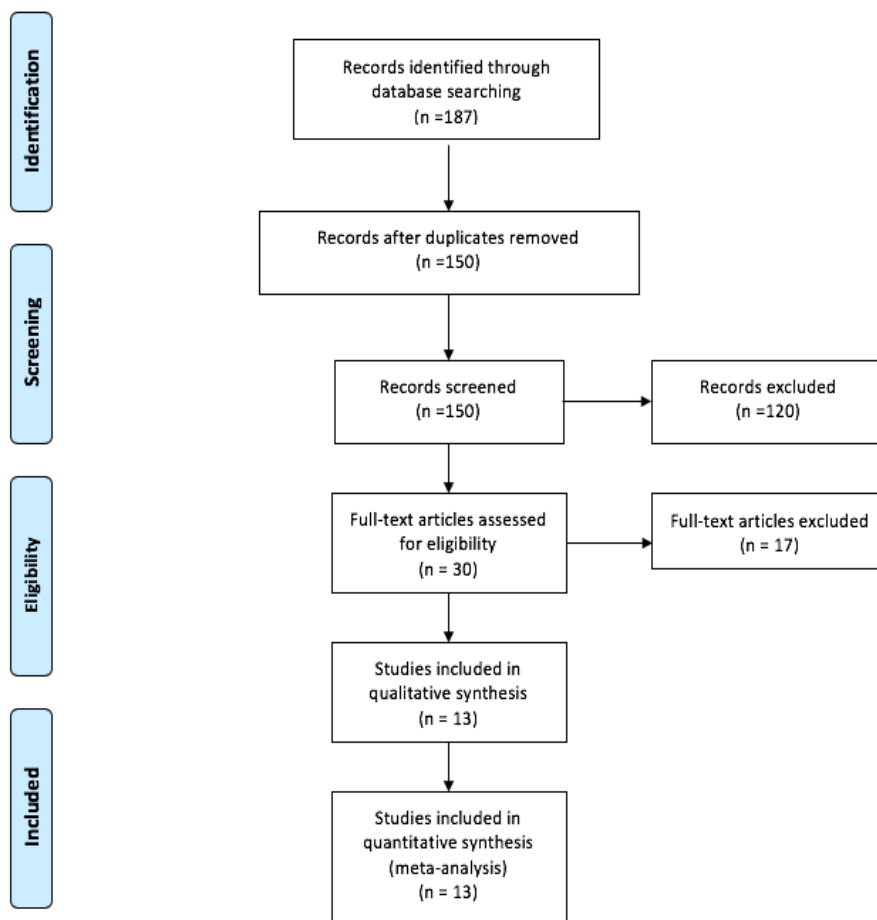 Identification
Records identified through
database searching
(n =187)
Records after duplicates removed
(n =150)
Screening
Records screened
(n =150)
Records excluded
(n =120)
Eligibility
Full-text articles assessed
for eligibility
(n = 30)
Full-text articles excluded
(n = 17)
Studies included in
qualitative synthesis
(n = 13)
Included
Studies included in
quantitative synthesis
(meta-analysis)
(n = 13)